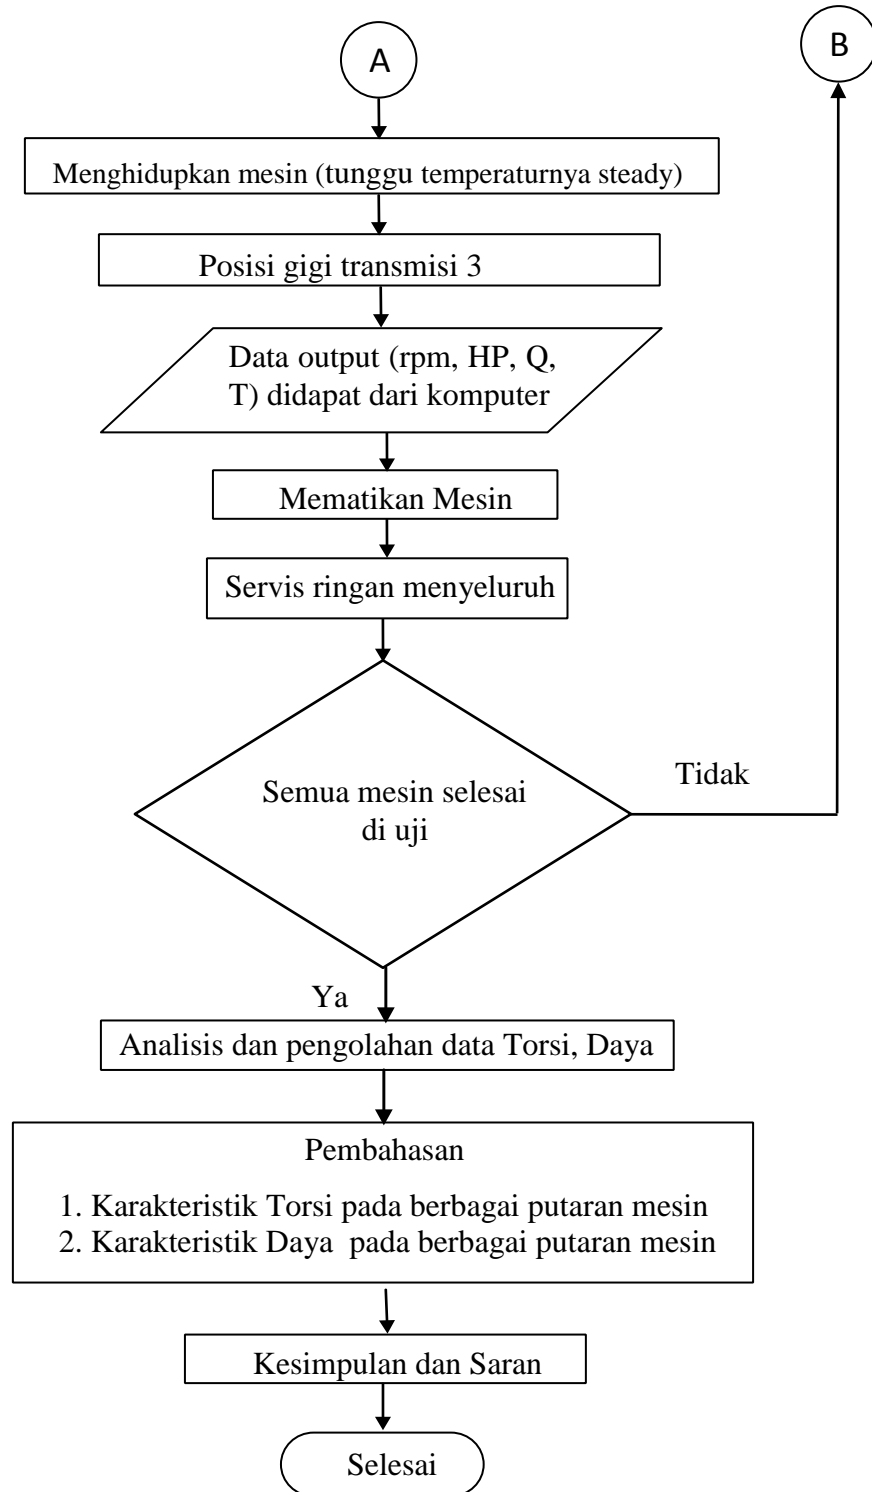 A
B
Menghidupkan mesin (tunggu temperaturnya steady)
Posisi gigi transmisi 3
Data output (rpm, HP, Q,
T) didapat dari komputer
Mematikan Mesin
Servis ringan menyeluruh
Semua mesin selesai
di uji
Tidak
Ya
Analisis dan pengolahan data Torsi, Daya
Pembahasan
1. Karakteristik Torsi pada berbagai putaran mesin
2. Karakteristik Daya pada berbagai putaran mesin
Kesimpulan dan Saran
Selesai